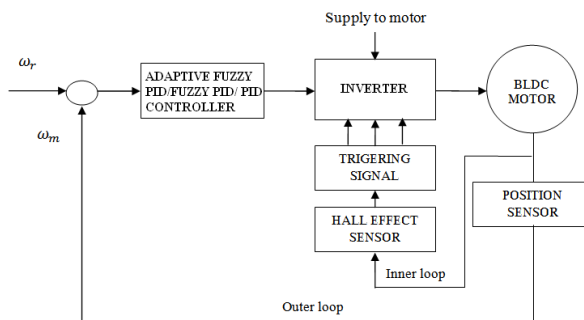 Supply to motor
ωr
ADAPTIVE FUZZY
PID/FUZZY PID/ PID
CONTROLLER
INVERTER
BLDC
MOTOR
ωm
TRIGERING
SIGNAL
POSITION
SENSOR
HALL EFFECT
SENSOR
Inner loop
Outer loop